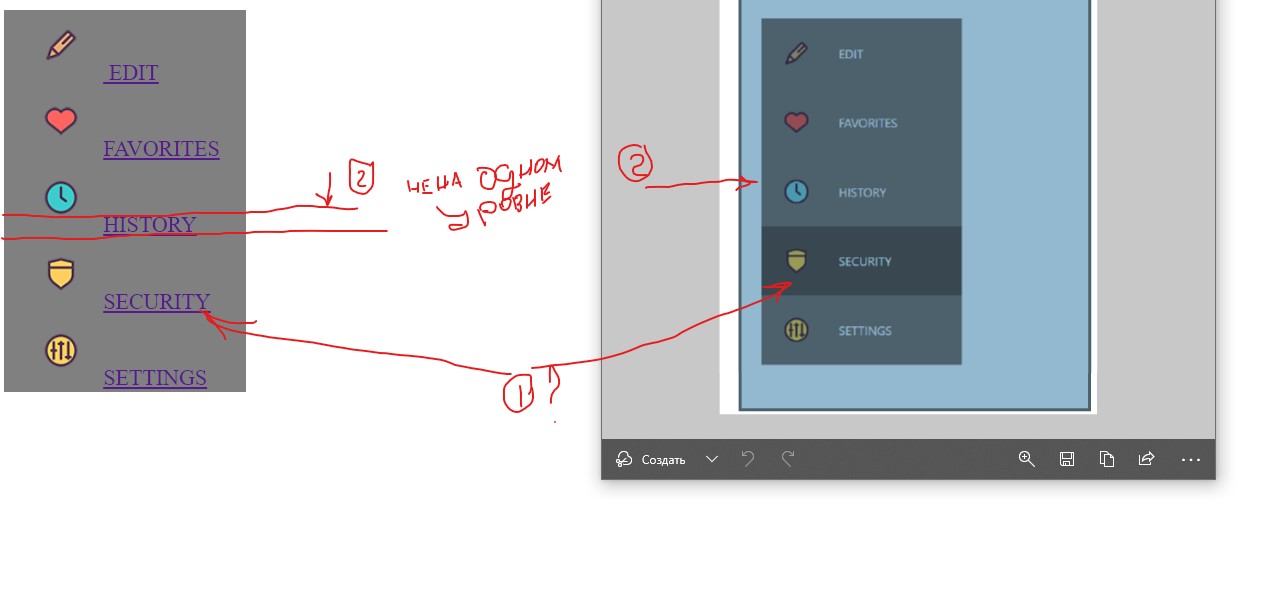 EDIT
FAVORITES
HISTORY
SECURITY
SETTINGS
2
НЕ НА ОДНОМ
УРОВНЕ
1
?
2
EDIT
FAVORITES
HISTORY
SECURITY
SETTINGS
Создать